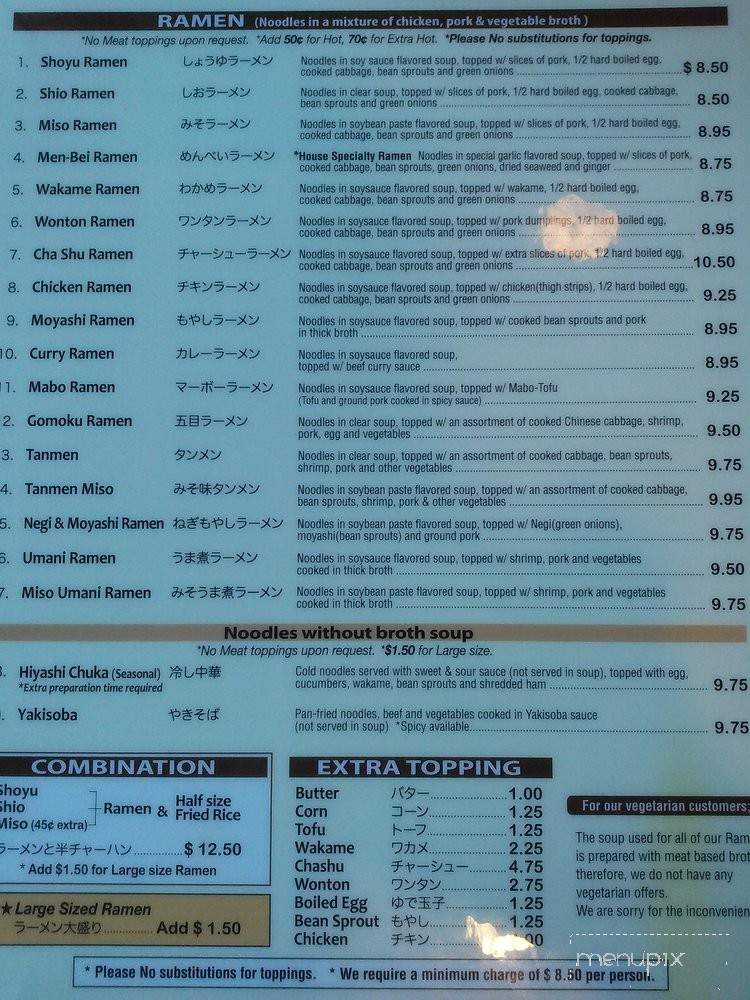 RAMEN (Noodles in a mixture of chicken, pork & vegetable broth )
*No Meat toppings upon request. *Add 50¢ for Hot, 70¢ for Extra Hot. *Please No substitutions for toppings.
1. Shoyu Ramen しょうゆラーメン Noodles in soy sauce flavored soup, topped w/ slices of pork, 1/2 hard boiled egg,
cooked cabbage, bean sprouts and green onions $ 8.50
2. Shio Ramen しおラーメン Noodles in clear soup, topped w/ slices of pork, 1/2 hard boiled egg, cooked cabbage,
bean sprouts and green onions 8.50
3. Miso Ramen みそラーメン Noodles in soybean paste flavored soup, topped w/ slices of pork, 1/2 hard boiled egg,
cooked cabbage, bean sprouts and green onions 8.95
4. Men-Bei Ramen めんべいラーメン *House Specialty Ramen Noodles in special garlic flavored soup, topped w/ slices of pork,
cooked cabbage, bean sprouts, green onions, dried seaweed and ginger 8.75
5. Wakame Ramen わかめラーメン Noodles in soysauce flavored soup, topped w/ wakame, 1/2 hard boiled egg,
cooked cabbage, bean sprouts and green onions 8.75
6. Wonton Ramen ワンタンラーメン Noodles in soysauce flavored soup, topped w/ pork dumplings, 1/2 hard boiled egg,
cooked cabbage, bean sprouts and green onions 8.95
7. Cha Shu Ramen チャーシューラーメン Noodles in soysauce flavored soup, topped w/ extra slices of pork, 1/2 hard boiled egg,
cooked cabbage, bean sprouts and green onions 10.50
8. Chicken Ramen チキンラーメン Noodles in soysauce flavored soup, topped w/ chicken(thigh strips), 1/2 hard boiled egg,
cooked cabbage, bean sprouts and green onions 9.25
9. Moyashi Ramen もやしラーメン Noodles in soysauce flavored soup, topped w/ cooked bean sprouts and pork
in thick broth 8.95
10. Curry Ramen カレーラーメン Noodles in soysauce flavored soup,
topped w/ beef curry sauce 8.95
11. Mabo Ramen マーボーラーメン Noodles in soysauce flavored soup, topped w/ Mabo-Tofu
(Tofu and ground pork cooked in spicy sauce) 9.25
2. Gomoku Ramen 五目ラーメン Noodles in clear soup, topped w/ an assortment of cooked Chinese cabbage, shrimp,
pork, egg and vegetables 9.50
3. Tanmen タンメン Noodles in clear soup, topped w/ an assortment of cooked cabbage, bean sprouts,
shrimp, pork and other vegetables 9.75
4. Tanmen Miso みそ味タンメン Noodles in soybean paste flavored soup, topped w/ an assortment of cooked cabbage,
bean sprouts, shrimp, pork & other vegetables 9.95
5. Negi & Moyashi Ramen ねぎもやしラーメン Noodles in soybean paste flavored soup, topped w/ Negi(green onions),
moyashi(bean sprouts) and ground pork 9.75
6. Umani Ramen うま煮ラーメン Noodles in soysauce flavored soup, topped w/ shrimp, pork and vegetables
cooked in thick broth 9.50
7. Miso Umani Ramen みそうま煮ラーメン Noodles in soybean paste flavored soup, topped w/ shrimp, pork and vegetables
cooked in thick broth 9.75
Noodles without broth soup
*No Meat toppings upon request. *$1.50 for Large size.
Hiyashi Chuka (Seasonal) 冷し中華 Cold noodles served with sweet & sour sauce (not served in soup), topped with egg,
*Extra preparation time required cucumbers, wakame, bean sprouts and shredded ham 9.75
Yakisoba やきそば Pan-fried noodles, beef and vegetables cooked in Yakisoba sauce
(not served in soup) *Spicy available 9.75
COMBINATION
Shoyu
Shio
Miso (45¢ extra)
Ramen & Half size
Fried Rice
ラーメンと半チャーハン $ 12.50
* Add $1.50 for Large size Ramen
★Large Sized Ramen
ラーメン大盛り Add $ 1.50
EXTRA TOPPING
Butter バター 1.00
Corn コーン 1.25
Tofu トーフ 1.25
Wakame ワカメ 2.25
Chashu チャーシュー 4.75
Wonton ワンタン 2.75
Boiled Egg ゆで玉子 1.25
Bean Sprout もやし 1.25
Chicken チキン
For our vegetarian customers:
The soup used for all of our Ram
is prepared with meat based brot
therefore, we do not have any
vegetarian offers.
We are sorry for the inconvenien
* Please No substitutions for toppings. * We require a minimum charge of $ 8.50 per person.
menupix